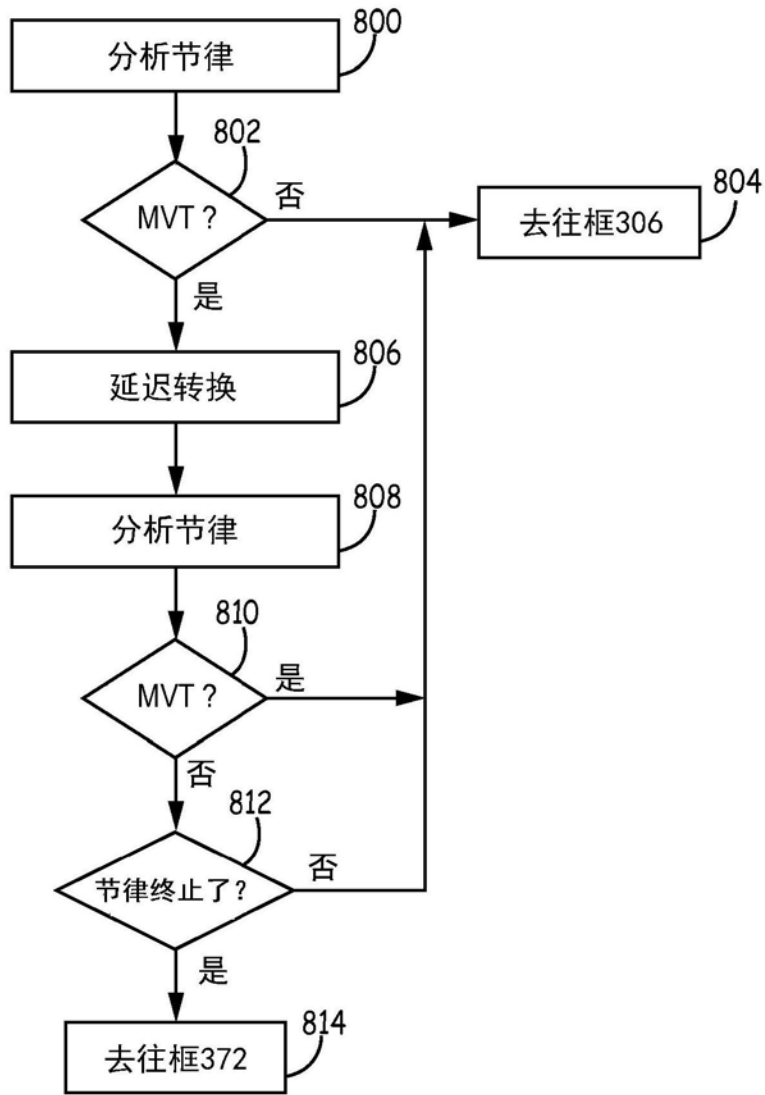 800
分析节律
802
MVT？
否
804
去往框306
是
806
延迟转换
808
分析节律
810
MVT？
是
否
812
节律终止了？
否
是
814
去往框372